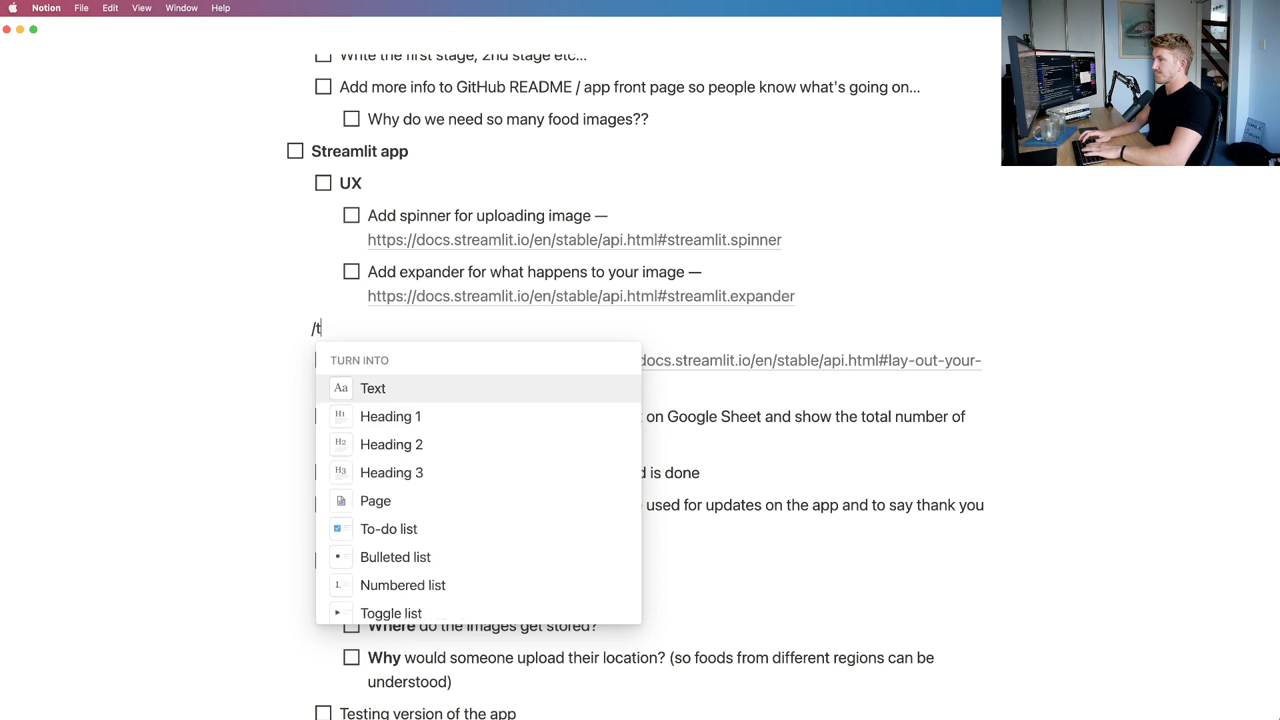 Notion File Edit View Window Help
Write the first stage, 2nd stage etc...
Add more info to GitHub README / app front page so people know what's going on...
Why do we need so many food images??
Streamlit app
UX
Add spinner for uploading image —
https://docs.streamlit.io/en/stable/api.html#streamlit.spinner
Add expander for what happens to your image —
https://docs.streamlit.io/en/stable/api.html#streamlit.expander
/t
TURN INTO
docs.streamlit.io/en/stable/api.html#lay-out-your-
Aa Text
H1 Heading 1
on Google Sheet and show the total number of
H2 Heading 2
H3 Heading 3
is done
Page
used for updates on the app and to say thank you
To-do list
Bulleted list
1. Numbered list
Toggle list
Where do the images get stored?
Why would someone upload their location? (so foods from different regions can be
understood)
Testing version of the app